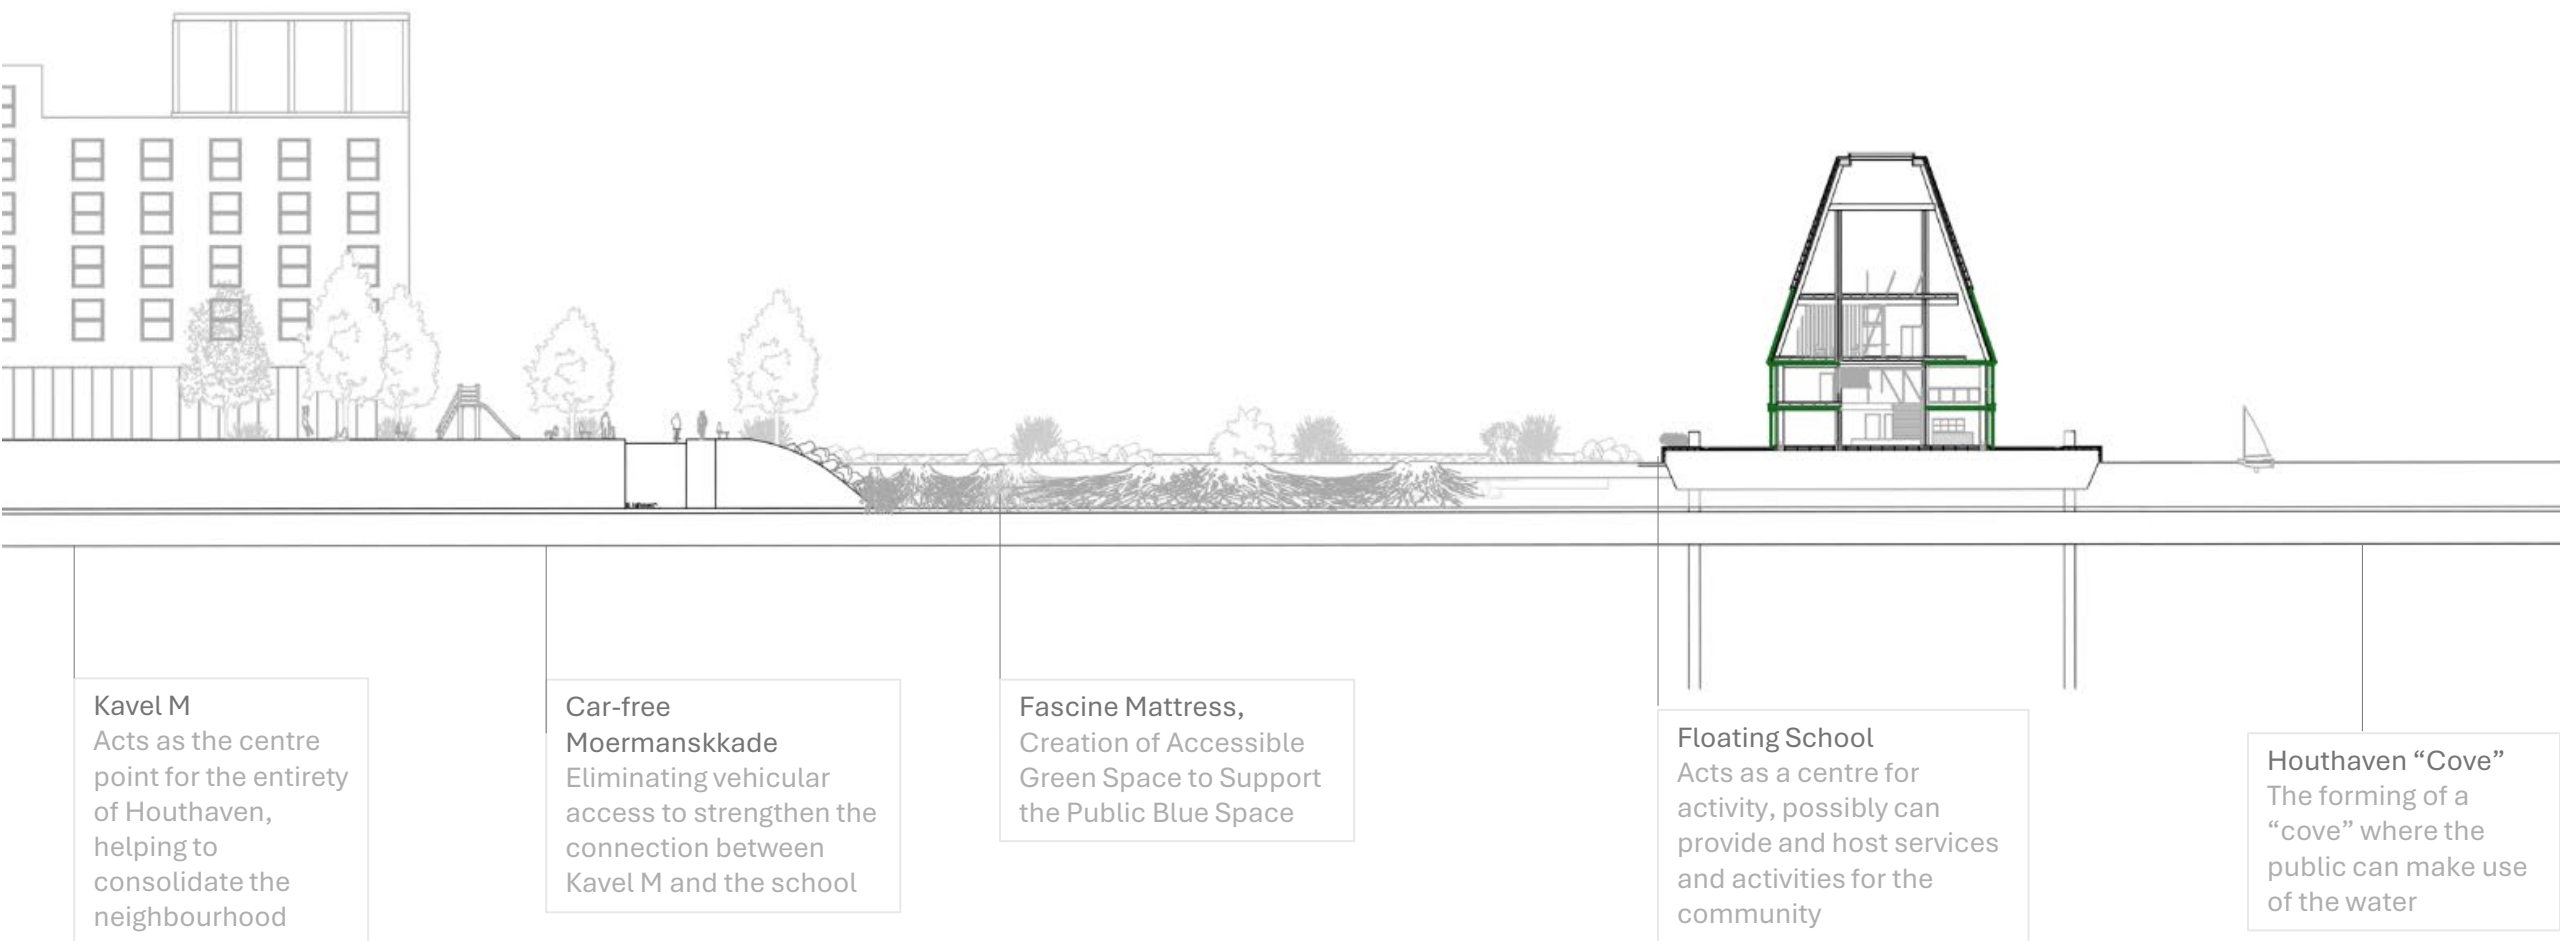 Kavel M
Acts as the centre
point for the entirety
of Houthaven,
helping to
consolidate the
neighbourhood
Car-free
Moermanskkade
Eliminating vehicular
access to strengthen the
connection between
Kavel M and the school
Fascine Mattress,
Creation of Accessible
Green Space to Support
the Public Blue Space
Floating School
Acts as a centre for
activity, possibly can
provide and host services
and activities for the
community
Houthaven “Cove”
The forming of a
“cove” where the
public can make use
of the water